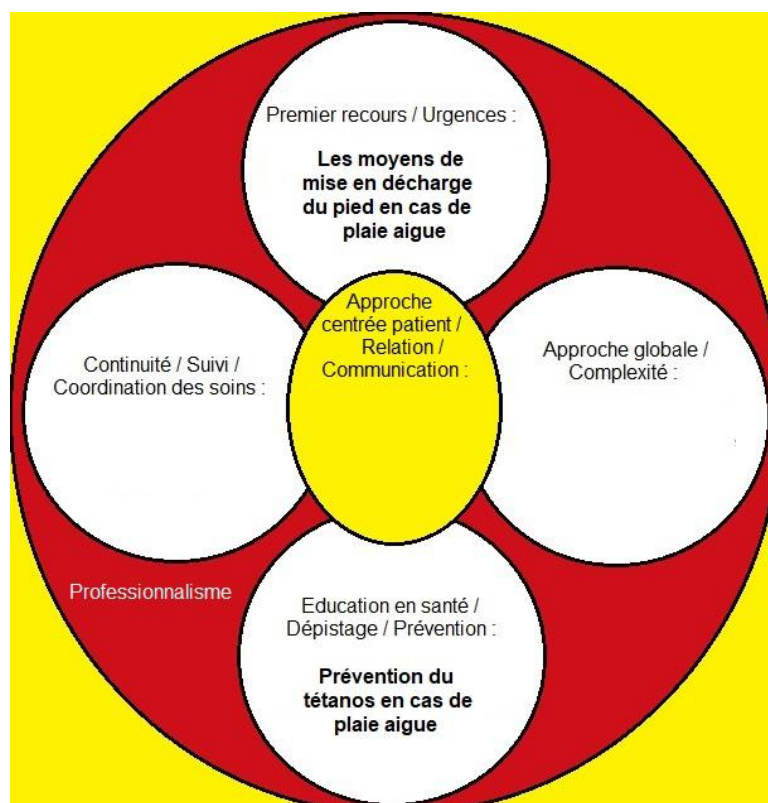 Premier recours / Urgences :
Les moyens de
mise en décharge
du pied en cas de
plaie aigue
Approche
centrée patient /
Relation /
Communication :
Continuité / Suivi /
Coordination des soins :
Approche globale /
Complexité :
Professionnalisme
Education en santé /
Dépistage / Prévention :
Prévention du
tétanos en cas de
plaie aigue